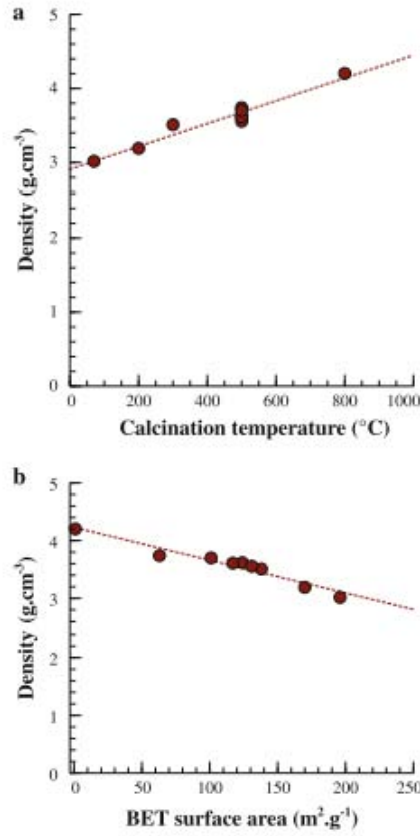 a
5
4
3
2
1
0
Density (g.cm⁻³)
0 200 400 600 800 1000
Calcination temperature (°C)
b
5
4
3
2
1
0
Density (g.cm⁻³)
0 50 100 150 200 250
BET surface area (m².g⁻¹)